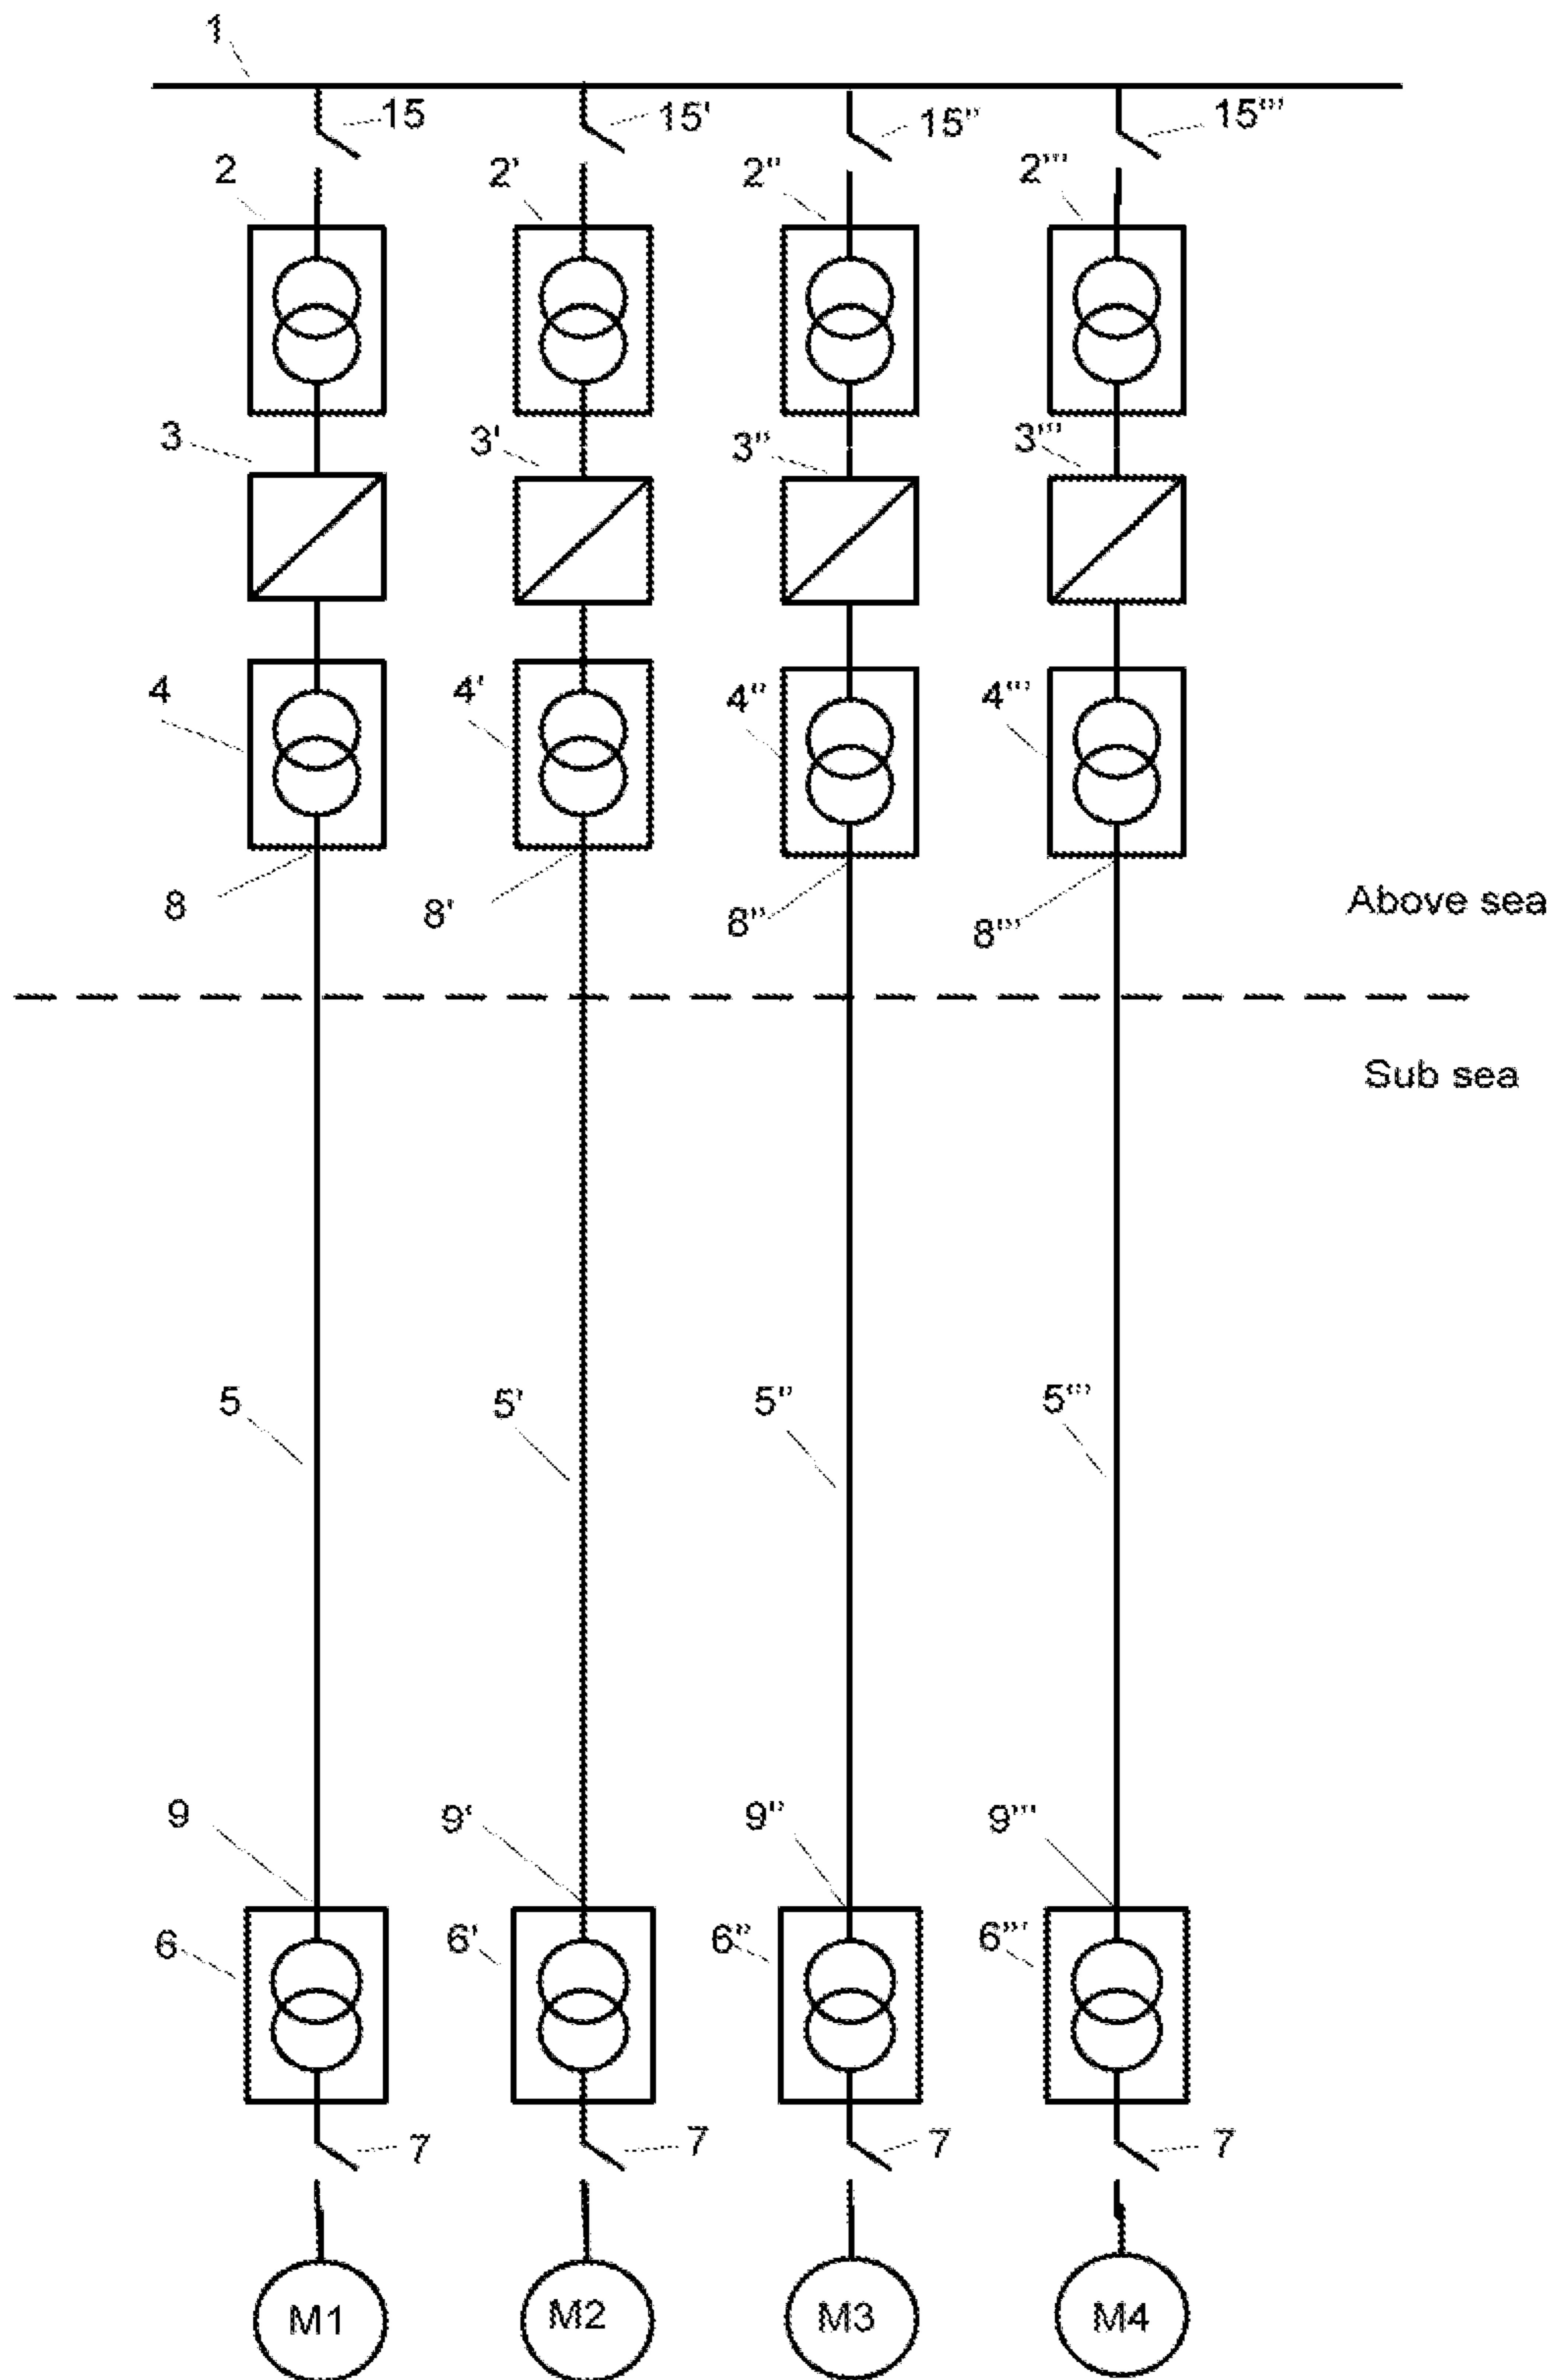 1
15 15' 15" 15'''
2 2' 2" 2'''
3 3' 3" 3'''
4 4' 4" 4'''
8 8' 8" 8'''
Above sea
Sub sea
5 5' 5" 5'''
9 9' 9" 9'''
6 6' 6" 6'''
7 7 7 7
M1 M2 M3 M4